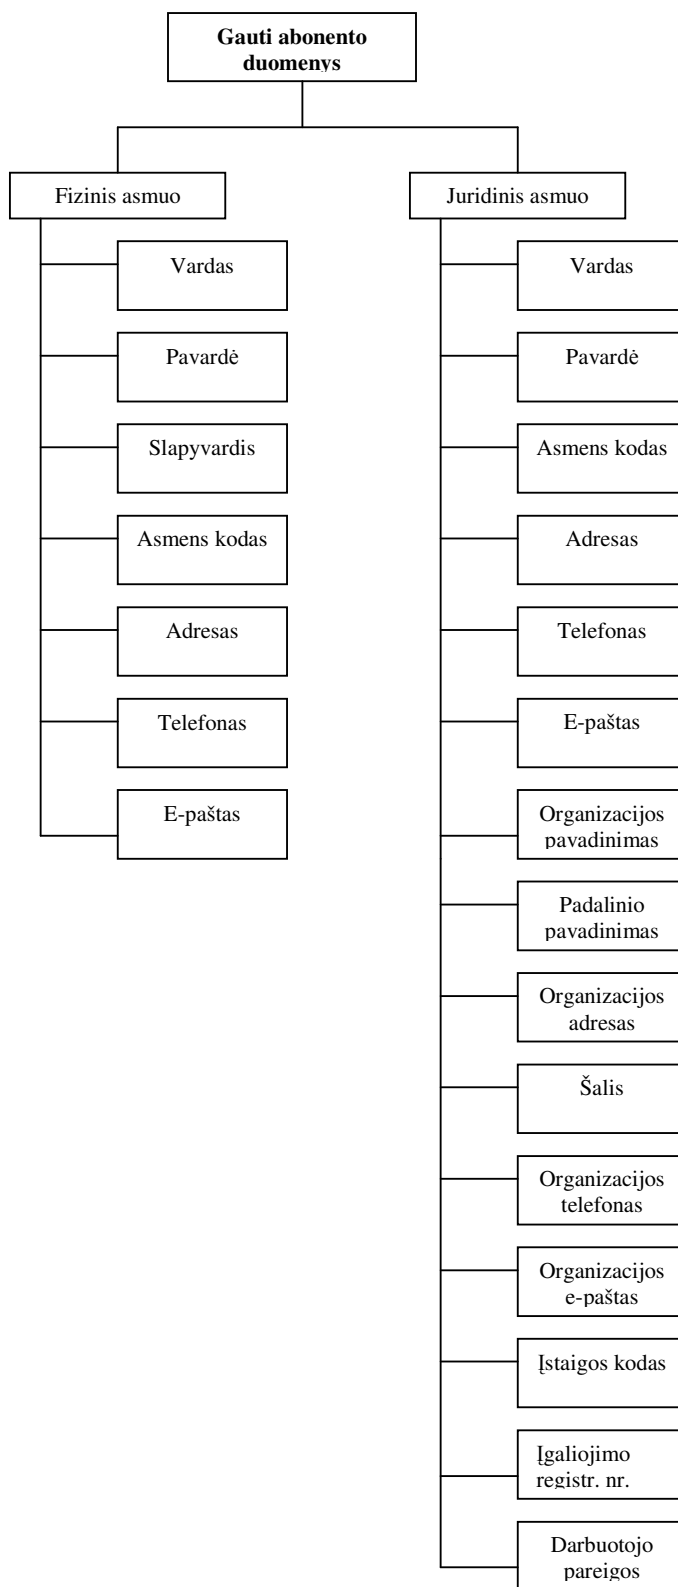 Gauti abonento
duomenys
Fizinis asmuo
Vardas
Pavardė
Slapyvardis
Asmens kodas
Adresas
Telefonas
E-paštas
Juridinis asmuo
Vardas
Pavardė
Asmens kodas
Adresas
Telefonas
E-paštas
Organizacijos
pavadinimas
Padalinio
pavadinimas
Organizacijos
adresas
Šalis
Organizacijos
telefonas
Organizacijos
e-paštas
Įstaigos kodas
Įgaliojimo
registr. nr.
Darbuotojo
pareigos